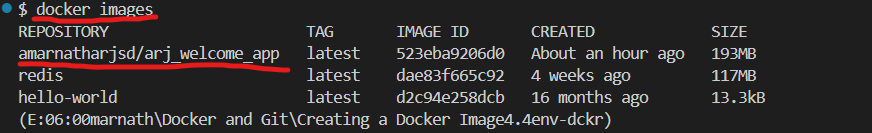 $ docker images
REPOSITORY TAG IMAGE ID CREATED SIZE
amarnatharjsd/arj_welcome_app latest 523eba9206d0 About an hour ago 193MB
redis latest dae83f665c92 4 weeks ago 117MB
hello-world latest d2c94e258dcb 16 months ago 13.3kB
(E:06:00marnath\Docker and Git\Creating a Docker Image4.4env-dckr)